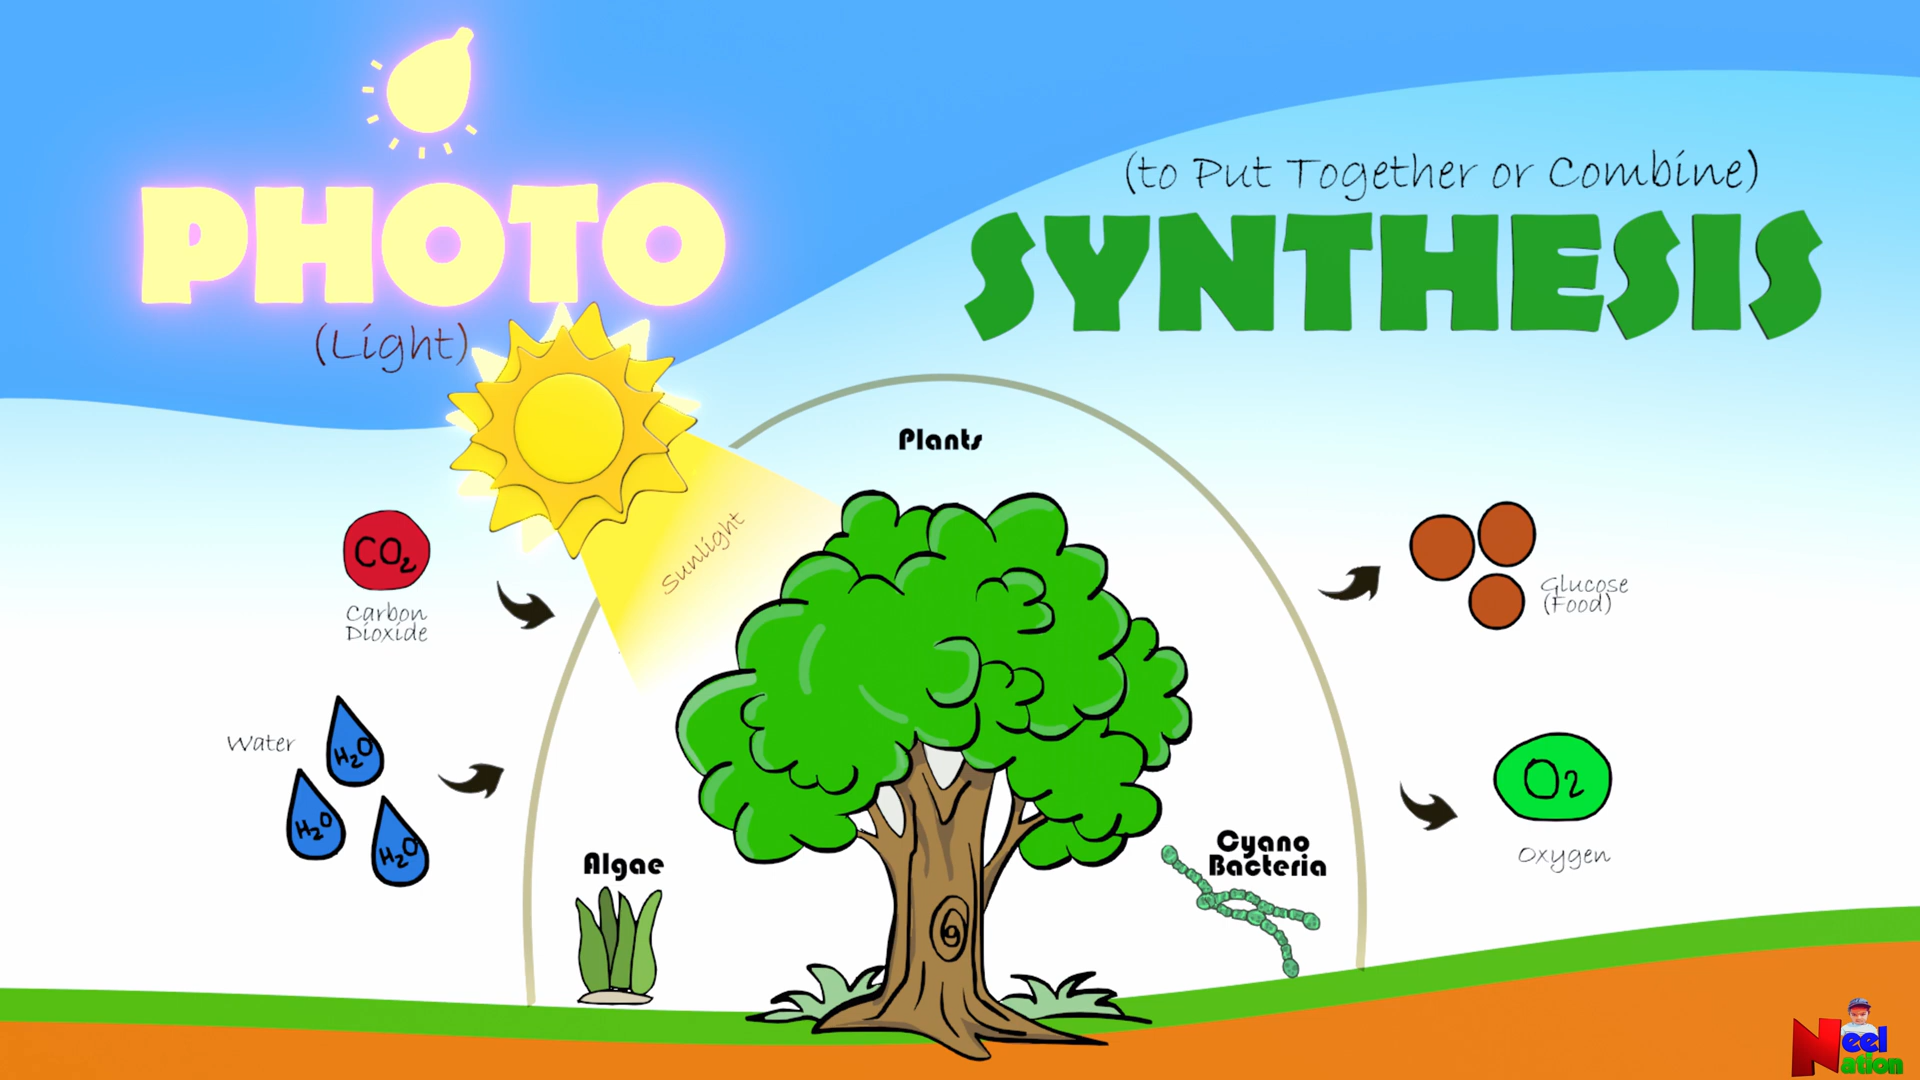 PHOTO
(Light)
(to Put Together or Combine)
SYNTHESIS
Plants
Sunlight
CO₂
Carbon
Dioxide
Water
H₂O
H₂O
H₂O
Algae
Cyano
Bacteria
Glucose
(Food)
O₂
Oxygen
Neel
Nation